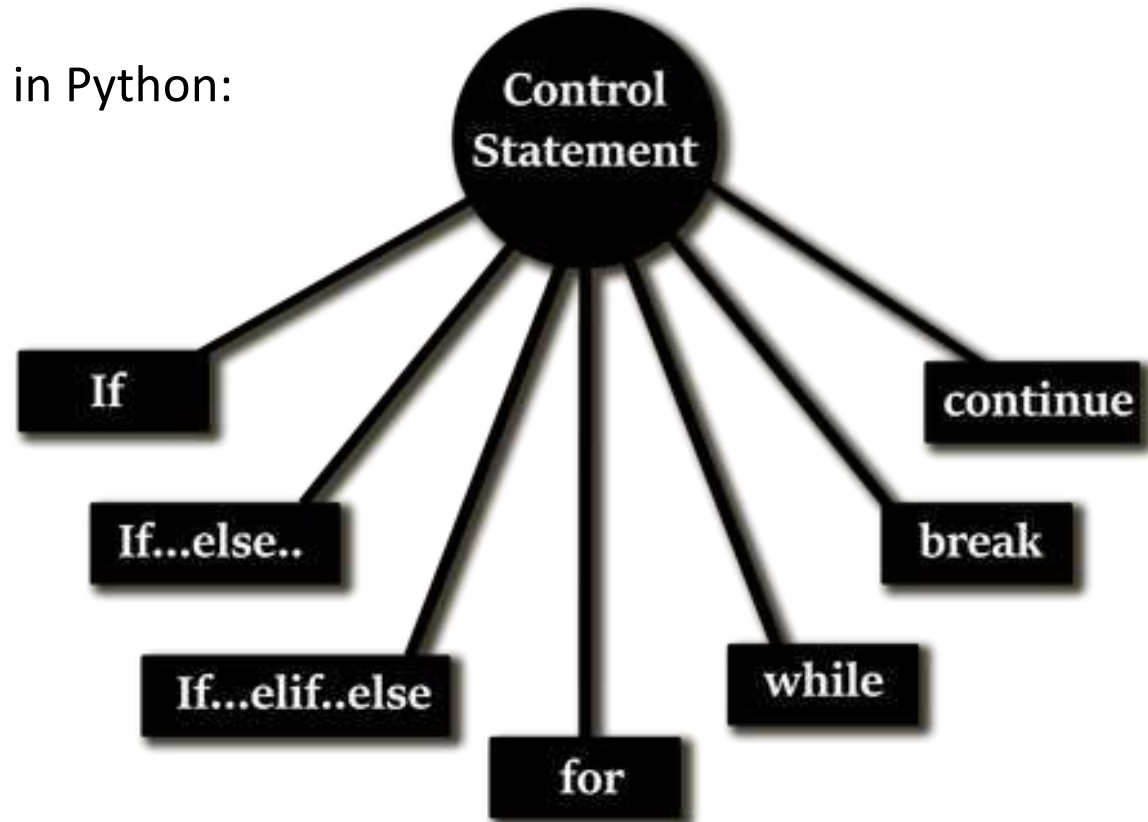 in Python:
Control
Statement
If
continue
If...else..
break
If...elif..else
while
for